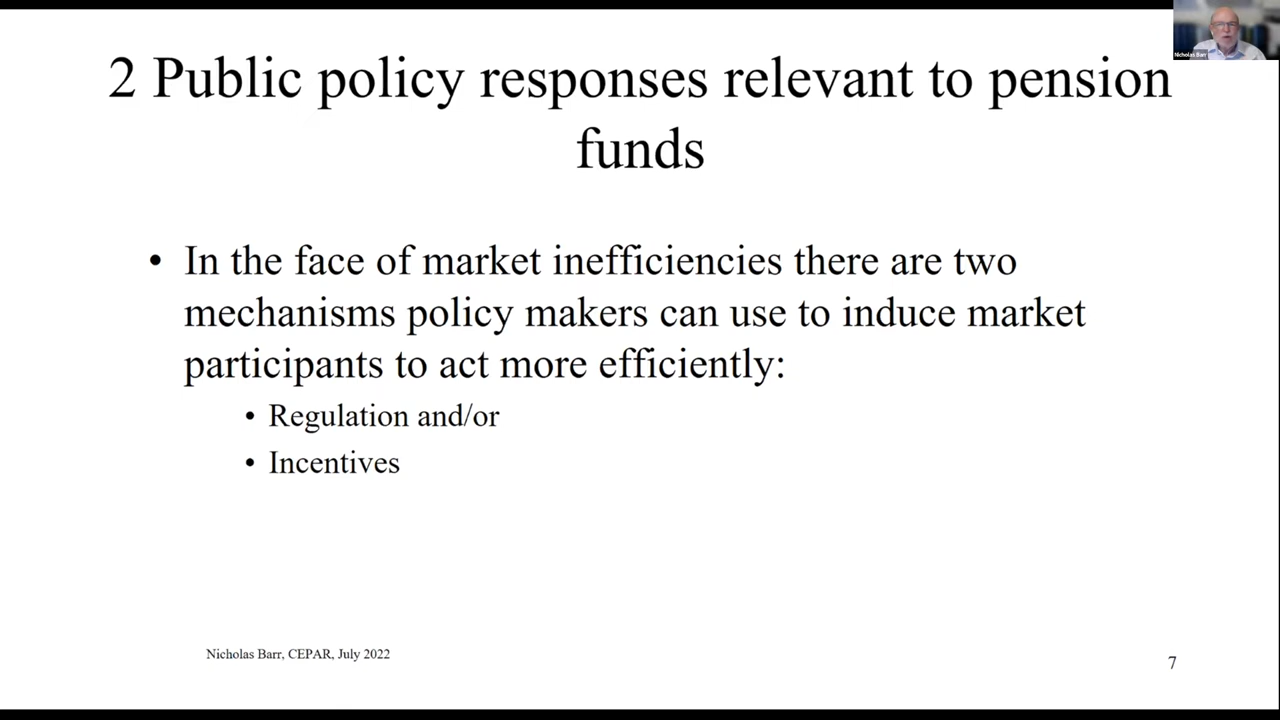 Nicholas Barr
2 Public policy responses relevant to pension
funds
• In the face of market inefficiencies there are two
mechanisms policy makers can use to induce market
participants to act more efficiently:
• Regulation and/or
• Incentives
Nicholas Barr, CEPAR, July 2022
7